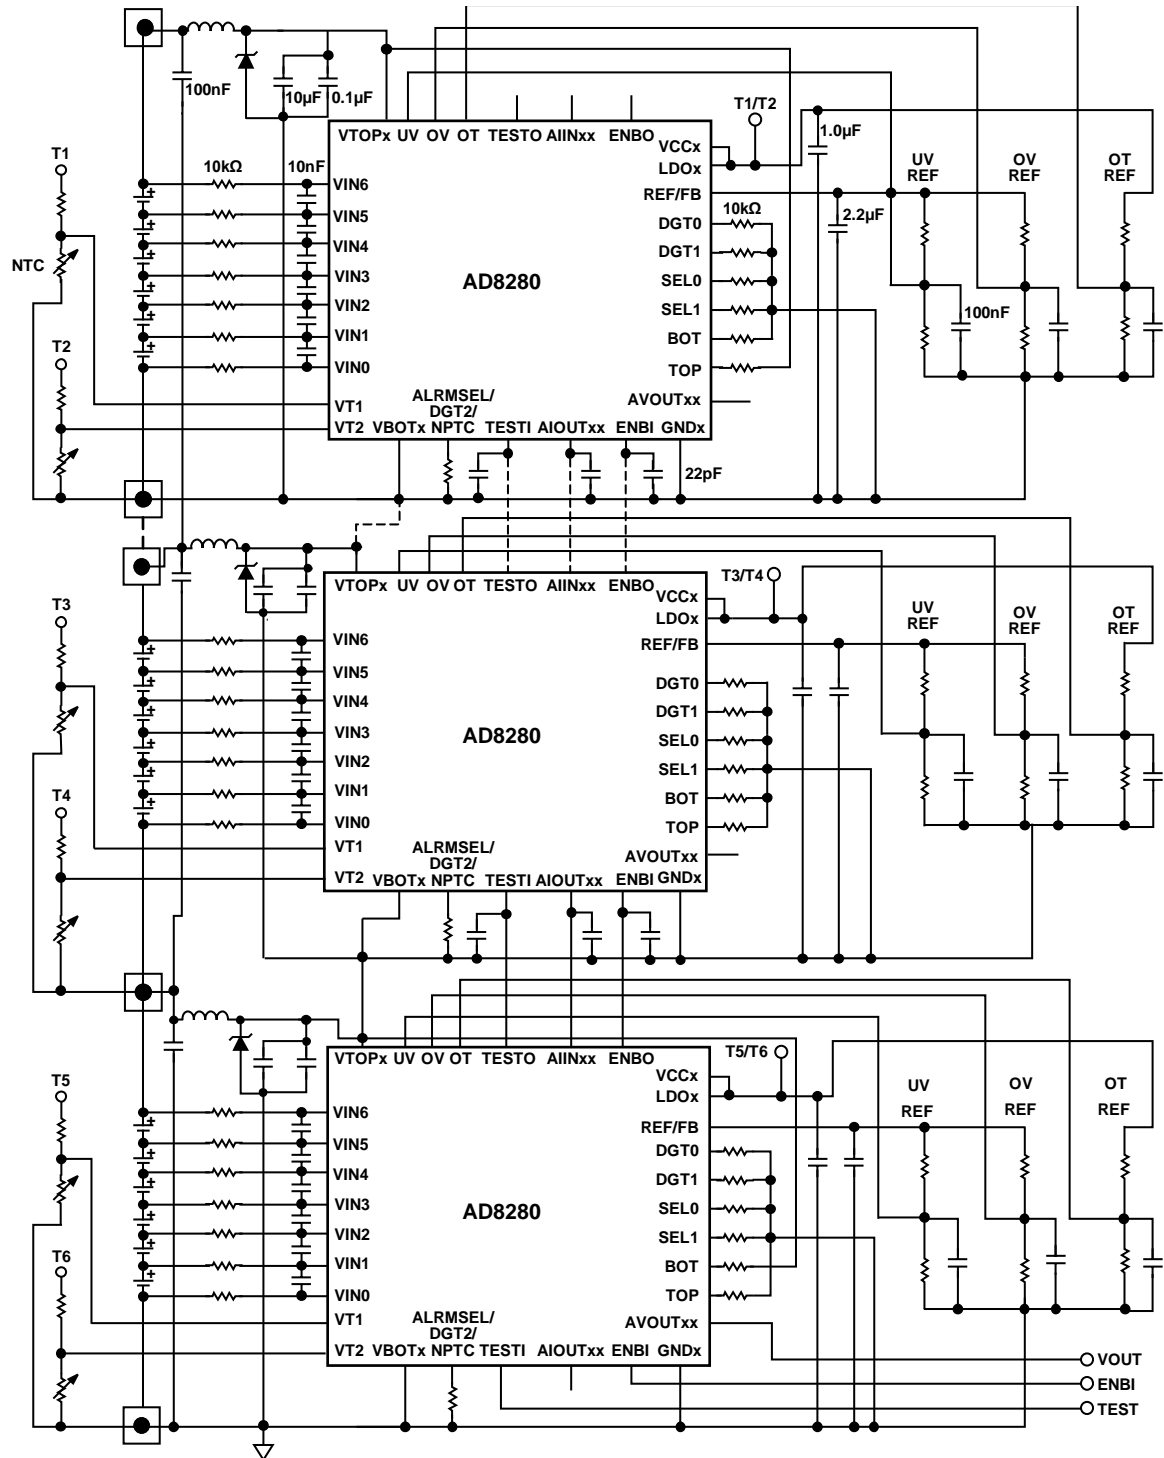 100nF
10µF 0.1µF
VTOPx UV OV OT TESTO AIINxx ENBO
T1/T2
1.0µF
VCCx
LDOx
T1
10kΩ
10nF
VIN6
REF/FB
UV
REF
OV
REF
OT
REF
VIN5
10kΩ
DGT0
2.2µF
VIN4
DGT1
NTC
VIN3
AD8280
SEL0
VIN2
SEL1
100nF
VIN1
BOT
T2
VIN0
TOP
ALRMSEL/
DGT2/
NPTC
VT1
AVOUTxx
VT2 VBOTx TESTI AIOUTxx ENBI GNDx
22pF
VTOPx UV OV OT TESTO AIINxx ENBO
T3/T4
VCCx
LDOx
T3
VIN6
REF/FB
UV
REF
OV
REF
OT
REF
VIN5
DGT0
VIN4
DGT1
VIN3
AD8280
SEL0
VIN2
SEL1
VIN1
BOT
T4
VIN0
TOP
ALRMSEL/
DGT2/
NPTC
VT1
AVOUTxx
VT2 VBOTx TESTI AIOUTxx ENBI GNDx
VTOPx UV OV OT TESTO AIINxx ENBO
T5/T6
VCCx
LDOx
T5
VIN6
REF/FB
UV
REF
OV
REF
OT
REF
VIN5
DGT0
VIN4
DGT1
VIN3
AD8280
SEL0
VIN2
SEL1
T6
VIN1
BOT
VIN0
TOP
ALRMSEL/
DGT2/
NPTC
VT1
AVOUTxx
VT2 VBOTx TESTI AIOUTxx ENBI GNDx
VOUT
ENBI
TEST